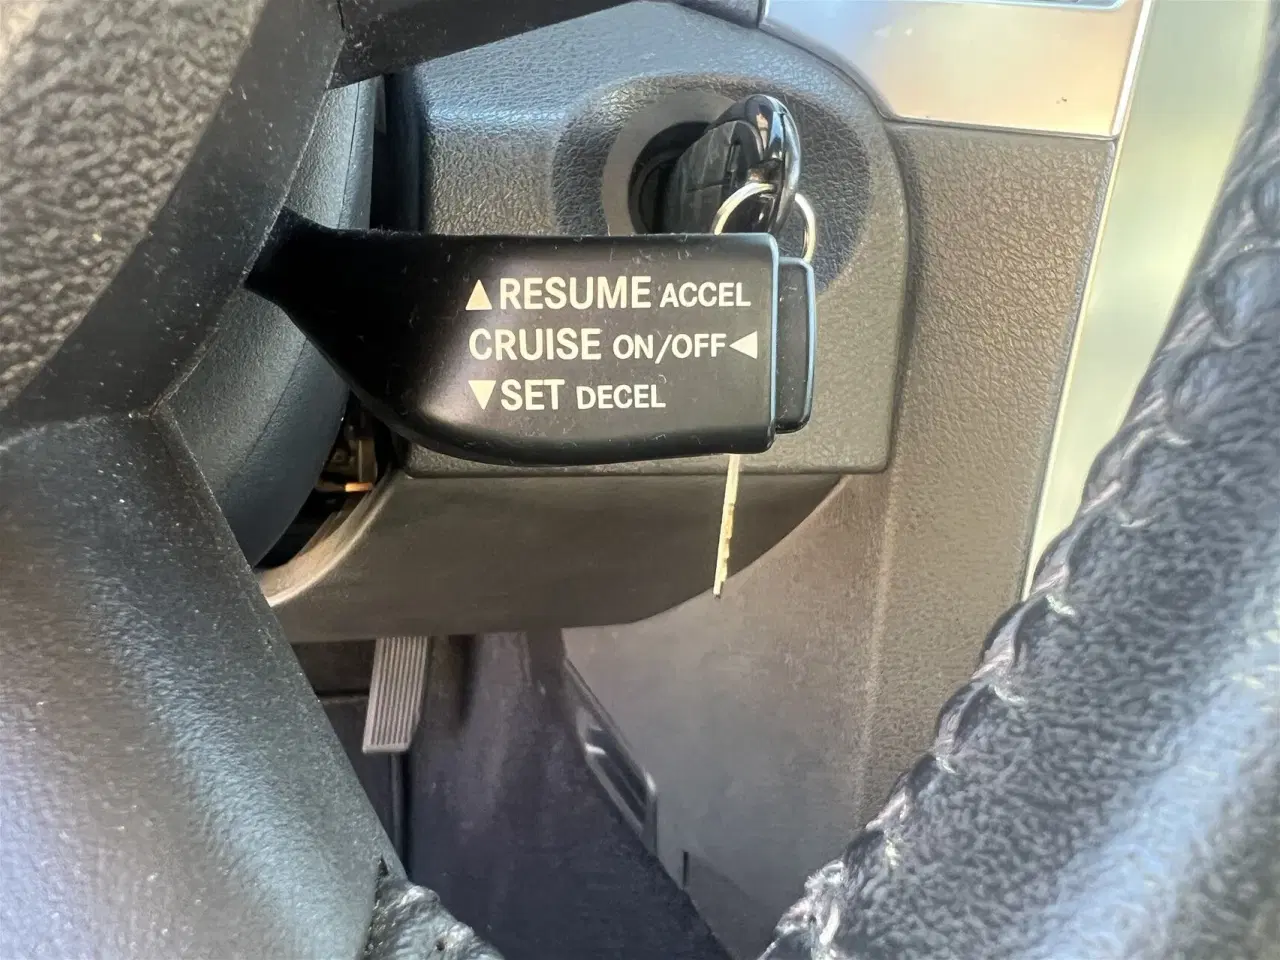 ▲RESUME ACCEL
CRUISE ON/OFF◀
▼SET DECEL